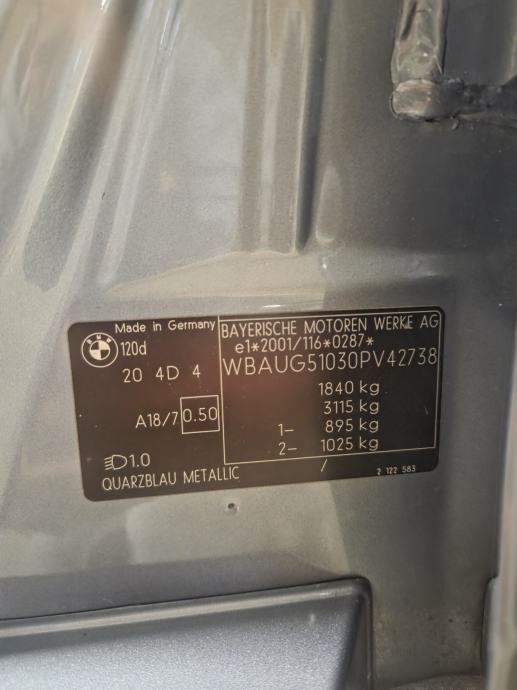 BMW
Made in Germany
120d
20 4D 4
A18/7 0.50
1.0
QUARZBLAU METALLIC
BAYERISCHE MOTOREN WERKE AG
e1*2001/116*0287*
WBAUG51030PV42738
1840 kg
3115 kg
1– 895 kg
2– 1025 kg
/
2 122 583